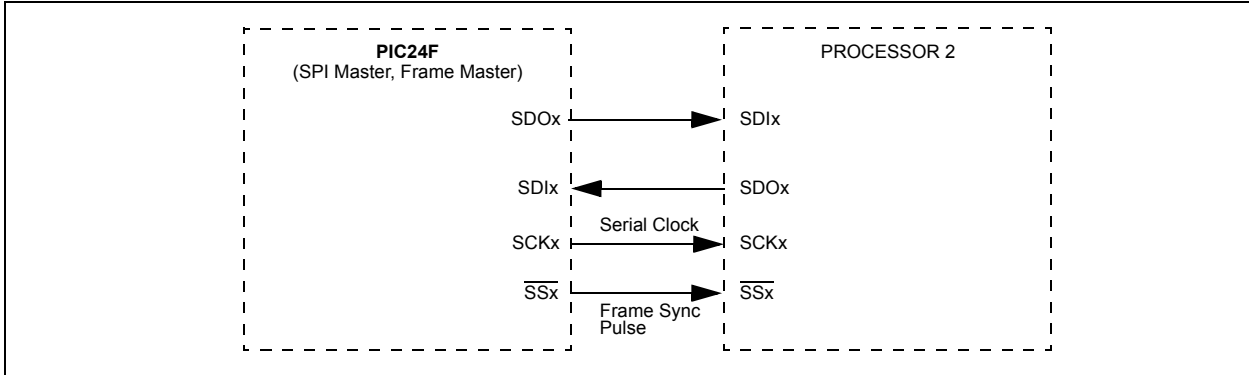 PIC24F
(SPI Master, Frame Master)
PROCESSOR 2
SDOx
SDIx
SDIx
SDOx
Serial Clock
SCKx
SCKx
SSx
SSx
Frame Sync
Pulse